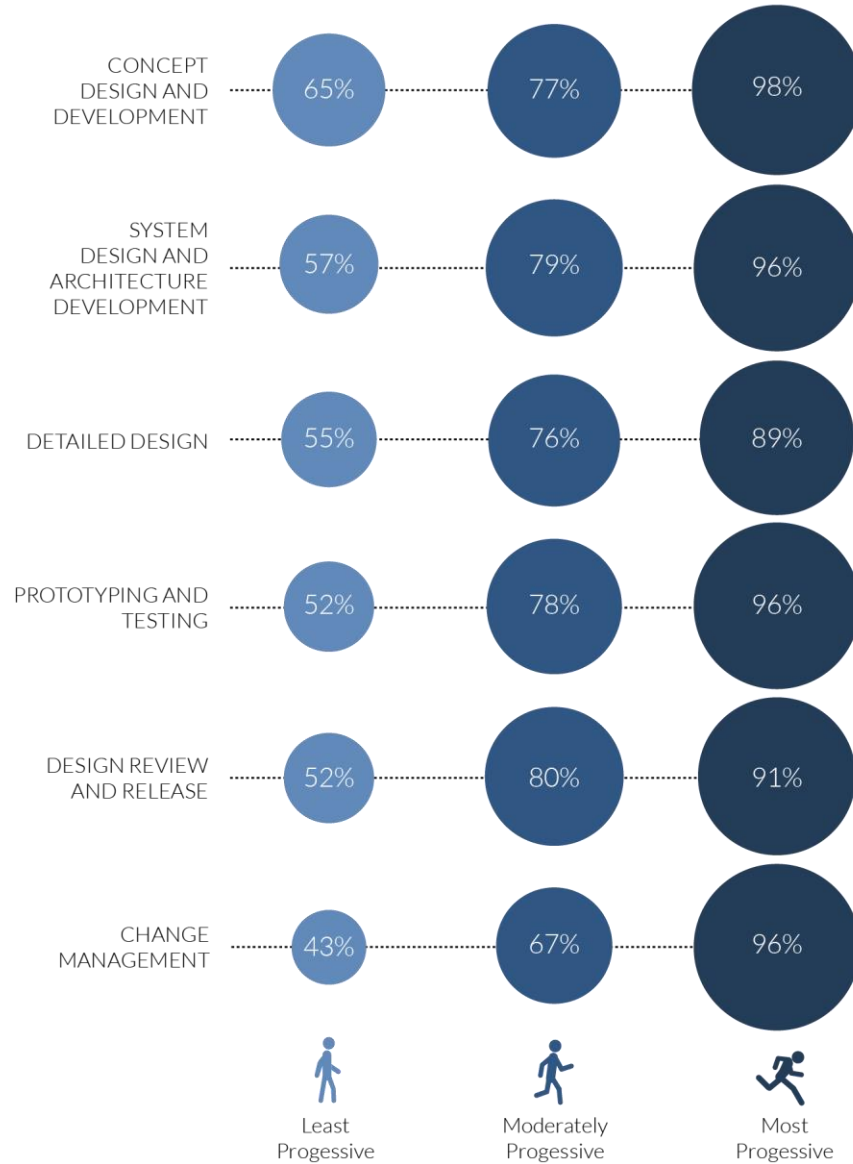 CONCEPT
DESIGN AND
DEVELOPMENT
65%
77%
98%
SYSTEM
DESIGN AND
ARCHITECTURE
DEVELOPMENT
57%
79%
96%
DETAILED DESIGN
55%
76%
89%
PROTOTYPING AND
TESTING
52%
78%
96%
DESIGN REVIEW
AND RELEASE
52%
80%
91%
CHANGE
MANAGEMENT
43%
67%
96%
Least
Progessive
Moderately
Progessive
Most
Progessive